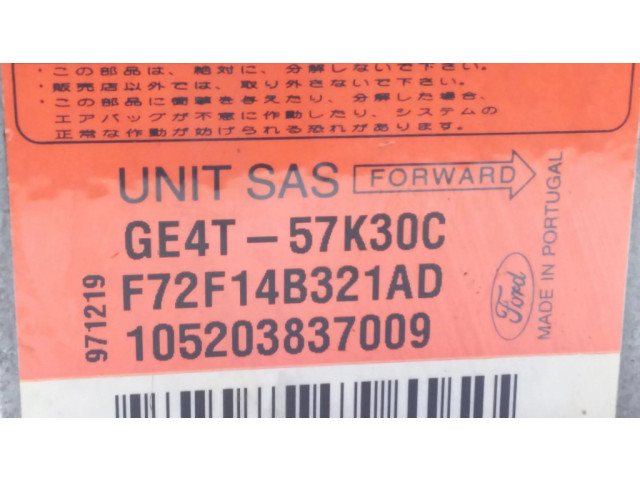 ・この部品は、絶対に、分解しないで下さい。
・販売店以外では、取り外さないで下さい。
・この部品に衝撃を与えたり、分解した場合、
エアバッグが不意に作動したり、システムの
正常な作動が妨げられる恐れがあります。
UNIT SAS FORWARD
GE4T-57K30C
F72F14B321AD
105203837009
971219
Ford
MADE IN PORTUGAL